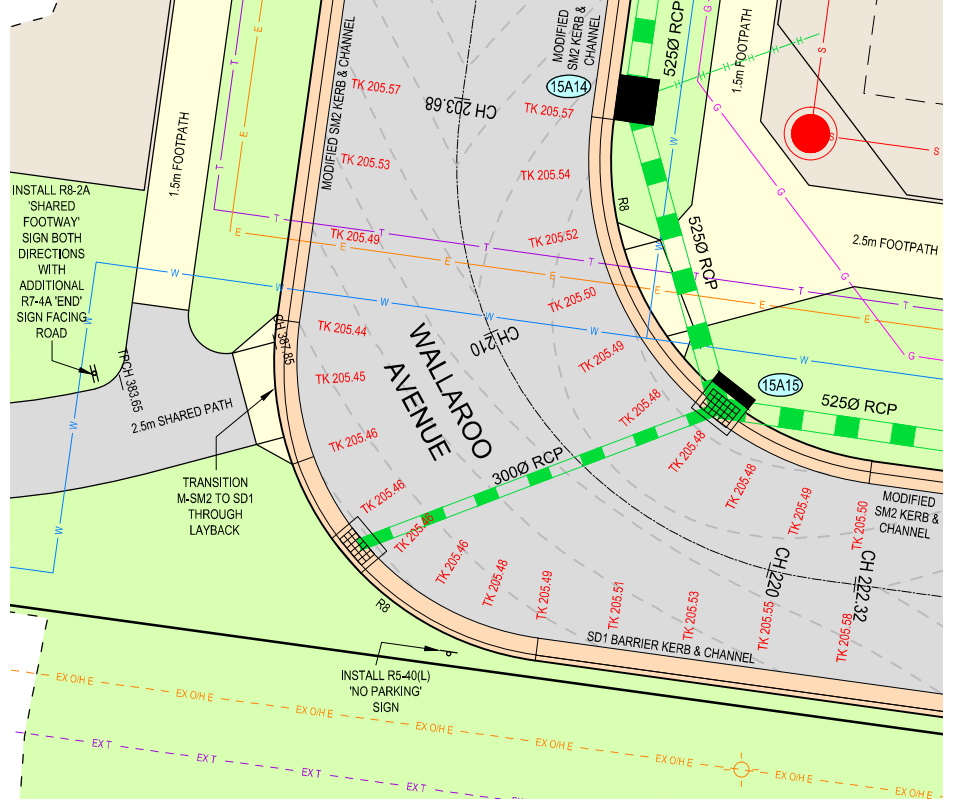 MODIFIED
SM2 KERB &
CHANNEL
525Ø RCP
1.5m FOOTPATH
15A14
TK 205.57
CH 203.68
TK 205.57
MODIFIED SM2 KERB & CHANNEL
1.5m FOOTPATH
TK 205.53
TK 205.54
R8
INSTALL R8-2A
'SHARED
FOOTWAY'
SIGN BOTH
DIRECTIONS
WITH
ADDITIONAL
R7-4A 'END'
SIGN FACING
ROAD
TK 205.49
TK 205.52
525Ø RCP
2.5m FOOTPATH
TK 205.50
TK 205.44
CH 387.85
CH 210
TK 205.49
WALLAROO
AVENUE
TPCH 383.65
2.5m SHARED PATH
TK 205.45
TK 205.48
15A15
525Ø RCP
TK 205.46
TK 205.48
300Ø RCP
TK 205.48
TK 205.49
TK 205.50
MODIFIED
SM2 KERB &
CHANNEL
TRANSITION
M-SM2 TO SD1
THROUGH
LAYBACK
TK 205.46
TK 205.46
TK 205.46
TK 205.48
TK 205.49
TK 205.51
TK 205.53
CH 220
TK 205.55
CH 222.32
TK 205.58
R8
SD1 BARRIER KERB & CHANNEL
INSTALL R5-40(L)
'NO PARKING'
SIGN
E
E
T
T
H
H
H
G
G
G
G
G
S
S
S
W
W
W
T
T
T
T
T
T
E
E
E
E
E
E
E
W
W
W
W
W
W
W
W
W
EX O/H E
EX O/H E
EX O/H E
EX O/H E
EX O/H E
EX O/H E
EX O/H E
EX T
EX T
EX T
EX T